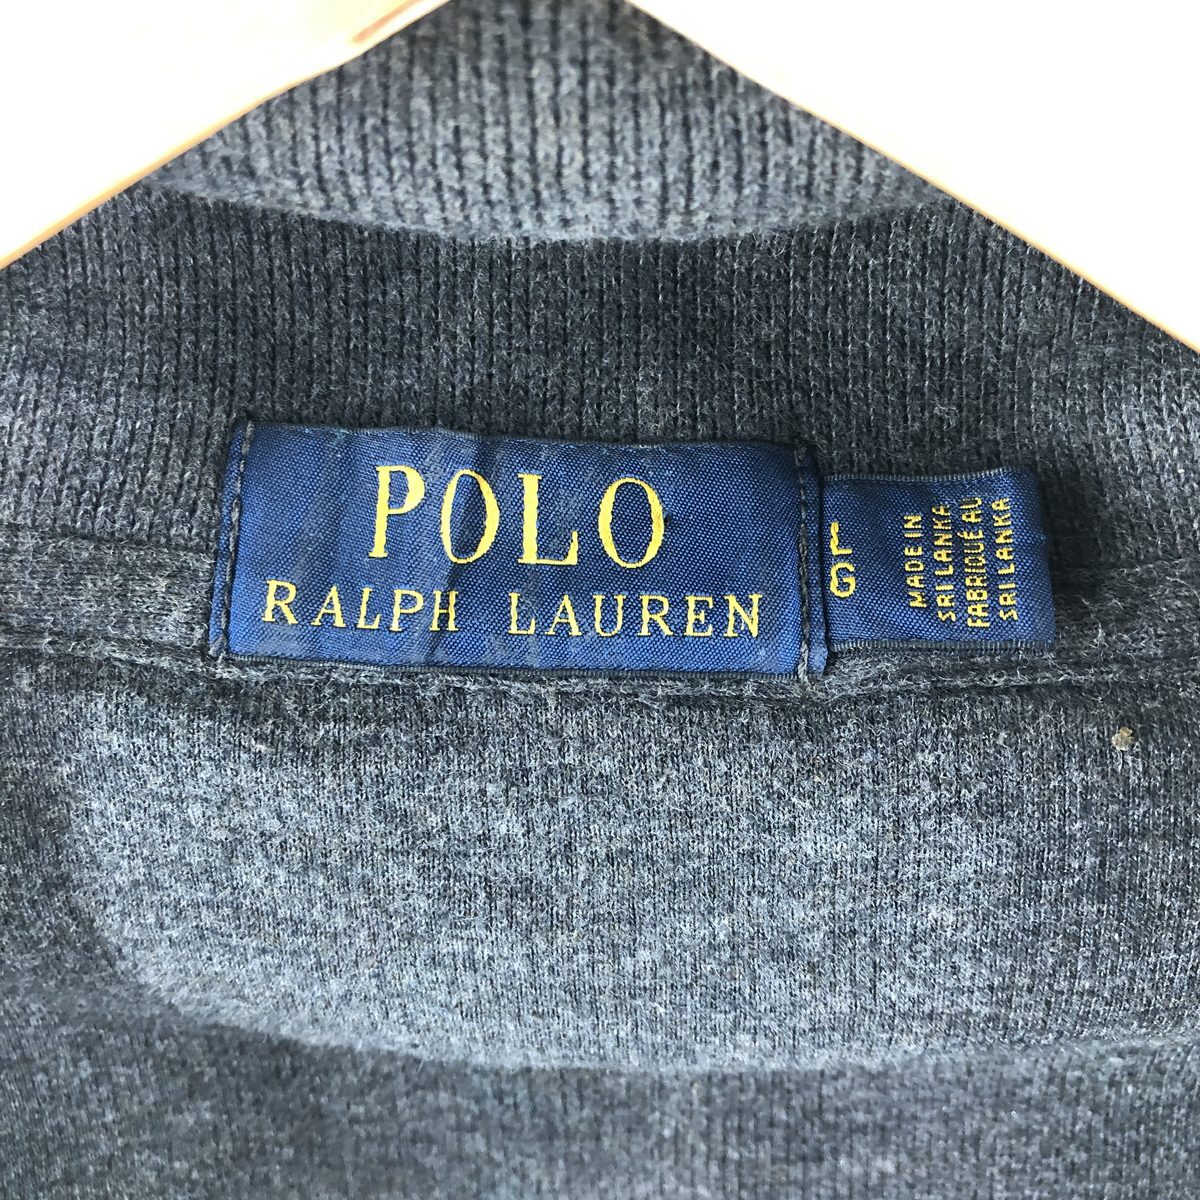 POLO
RALPH LAUREN
L
G
MADE IN
SRI LANKA
FABRIQUÉ AU
SRI LANKA